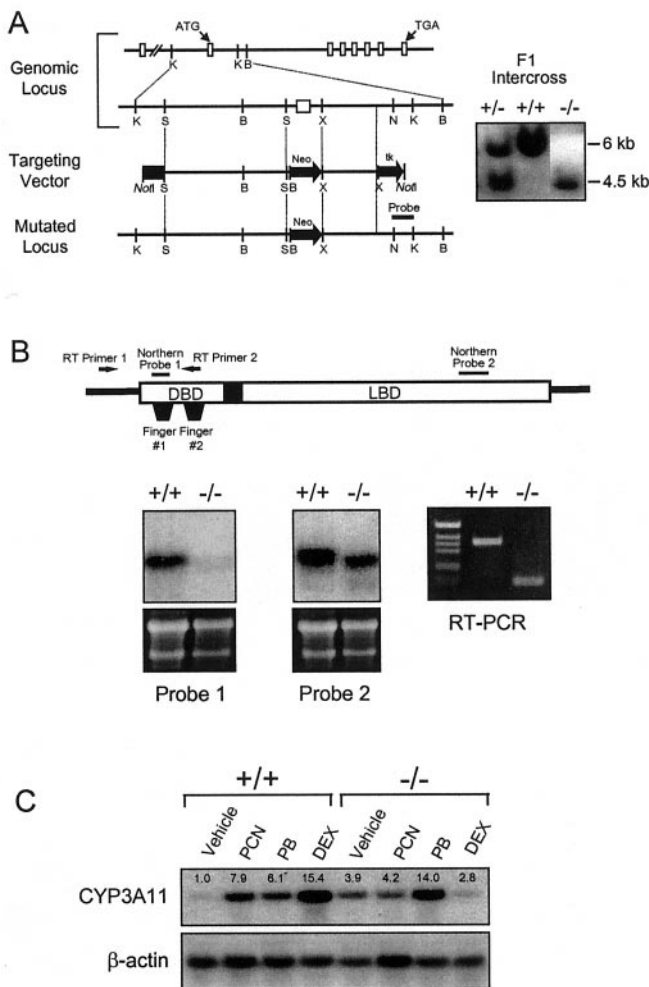 A
ATG
TGA
K
K B
Genomic
Locus
K S B S X N K B
Targeting
Vector
NotI S B SB Neo X X tk NotI
Probe
Mutated
Locus
Neo
K S B SB X N K B
F1
Intercross
+/- +/+ -/-
6 kb
4.5 kb
B
RT Primer 1
Northern
Probe 1
RT Primer 2
Northern
Probe 2
DBD
LBD
Finger
#1
Finger
#2
+/+ -/-
+/+ -/-
+/+ -/-
Probe 1
Probe 2
RT-PCR
C
+/+ -/-
Vehicle PCN PB DEX Vehicle PCN PB DEX
1.0 7.9 6.1* 15.4 3.9 4.2 14.0 2.8
CYP3A11
β-actin